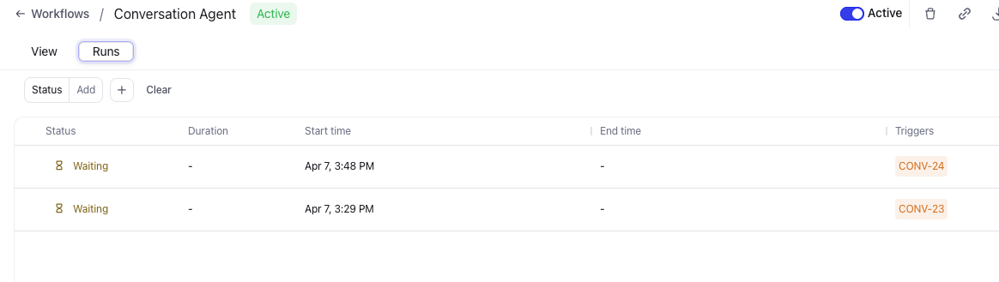 ← Workflows / Conversation Agent Active Active
View Runs
Status Add + Clear
Status Duration Start time End time Triggers
Waiting - Apr 7, 3:48 PM - CONV-24
Waiting - Apr 7, 3:29 PM - CONV-23